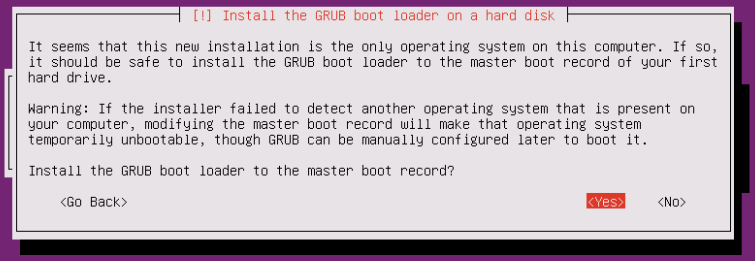 [!] Install the GRUB boot loader on a hard disk
It seems that this new installation is the only operating system on this computer. If so,
it should be safe to install the GRUB boot loader to the master boot record of your first
hard drive.
Warning: If the installer failed to detect another operating system that is present on
your computer, modifying the master boot record will make that operating system
temporarily unbootable, though GRUB can be manually configured later to boot it.
Install the GRUB boot loader to the master boot record?
<Go Back> <Yes> <No>